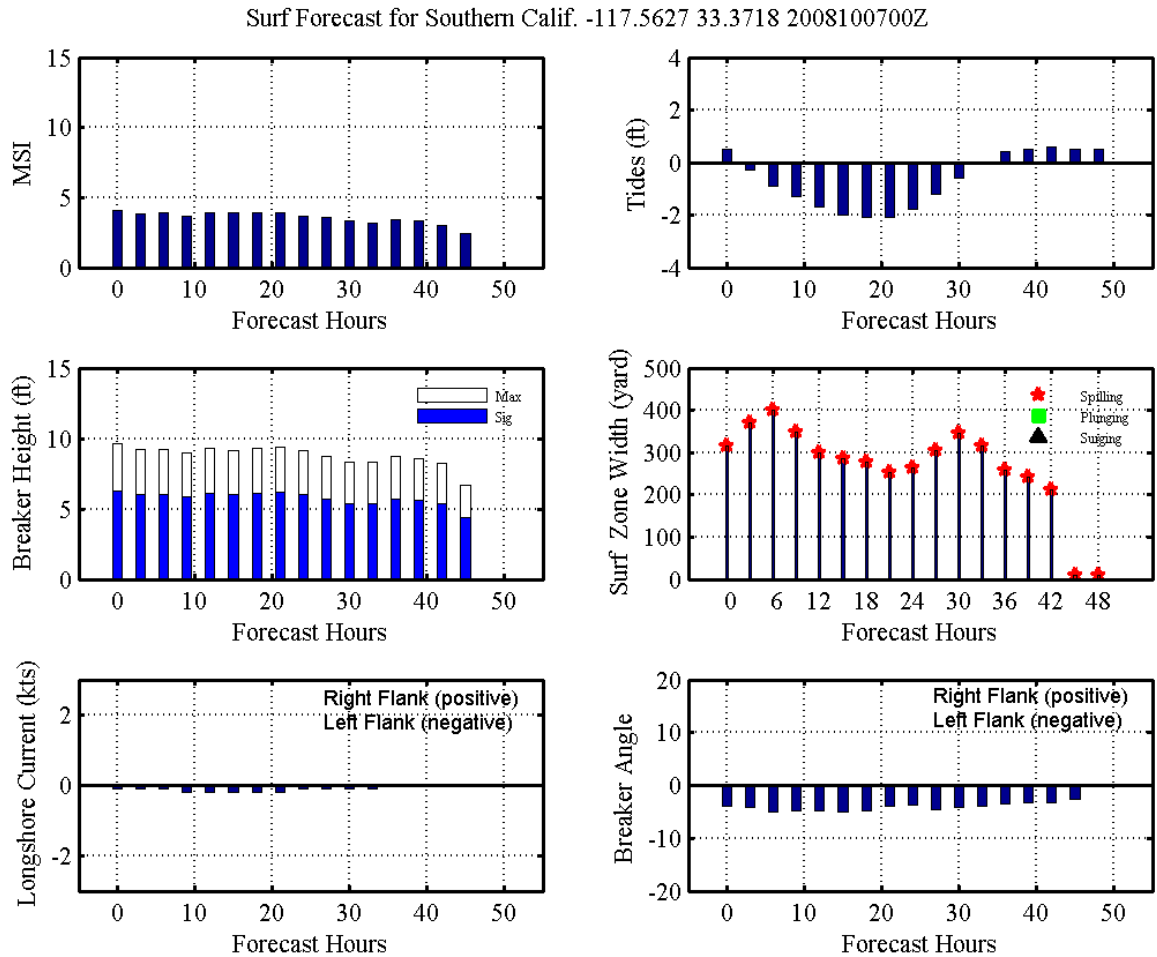 Surf Forecast for Southern Calif. -117.5627 33.3718 2008100700Z
15
10
5
0
MSI
0 10 20 30 40 50
Forecast Hours
4
2
0
-2
-4
Tides (ft)
0 10 20 30 40 50
Forecast Hours
15
10
5
0
Breaker Height (ft)
Max
Sig
0 10 20 30 40 50
Forecast Hours
500
400
300
200
100
0
Surf Zone Width (yard)
Spilling
Plunging
Surging
0 6 12 18 24 30 36 42 48
Forecast Hours
2
0
-2
Longshore Current (kts)
Right Flank (positive)
Left Flank (negative)
0 10 20 30 40 50
Forecast Hours
20
10
0
-10
-20
Breaker Angle
Right Flank (positive)
Left Flank (negative)
0 10 20 30 40 50
Forecast Hours